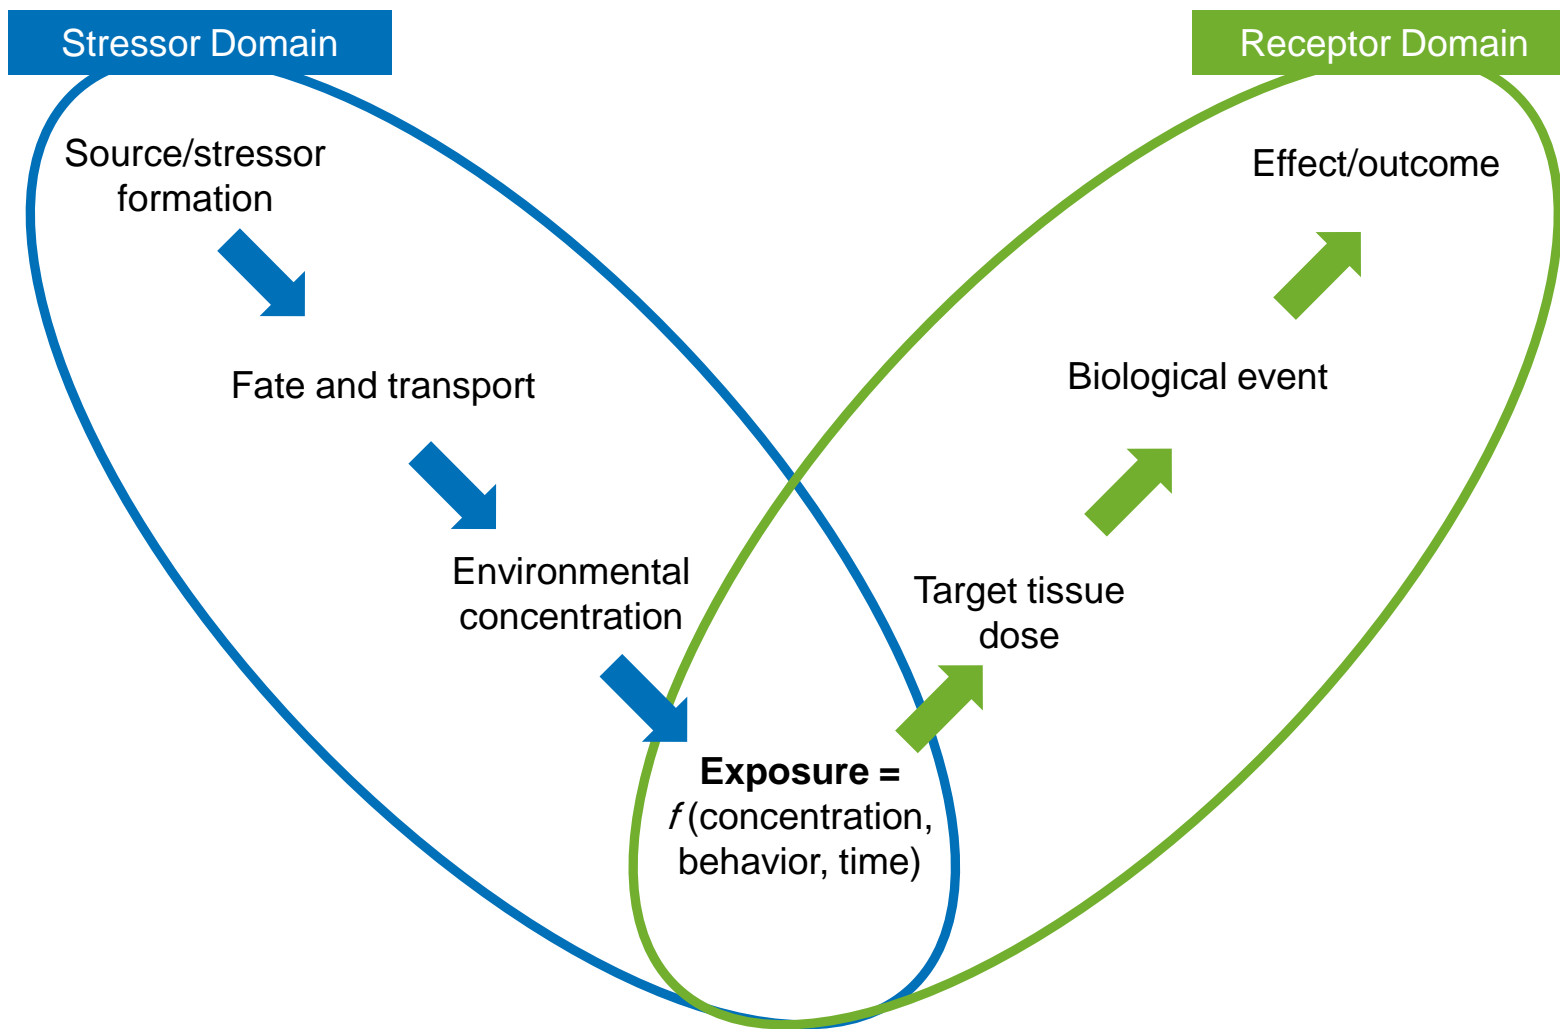 Stressor Domain
Receptor Domain
Source/stressor
formation
Fate and transport
Environmental
concentration
Exposure =
f (concentration,
behavior, time)
Target tissue
dose
Biological event
Effect/outcome